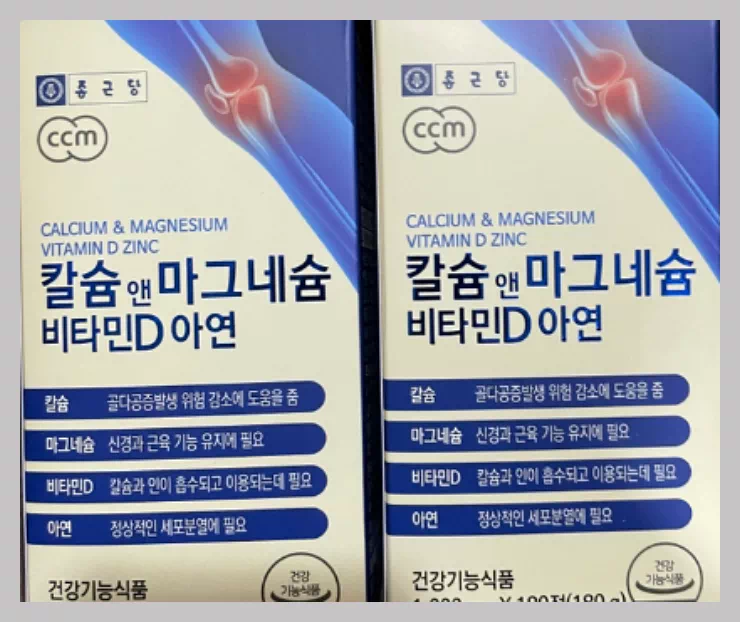 종근당
ccm
CALCIUM & MAGNESIUM
VITAMIN D ZINC
칼슘 앤 마그네슘
비타민D 아연
칼슘 골다공증발생 위험 감소에 도움을 줌
마그네슘 신경과 근육 기능 유지에 필요
비타민D 칼슘과 인이 흡수되고 이용되는데 필요
아연 정상적인 세포분열에 필요
건강기능식품
건강
기능식품
종근당
ccm
CALCIUM & MAGNESIUM
VITAMIN D ZINC
칼슘 앤 마그네슘
비타민D 아연
칼슘 골다공증발생 위험 감소에 도움을 줌
마그네슘 신경과 근육 기능 유지에 필요
비타민D 칼슘과 인이 흡수되고 이용되는데 필요
아연 정상적인 세포분열에 필요
건강기능식품
건강
기능식품